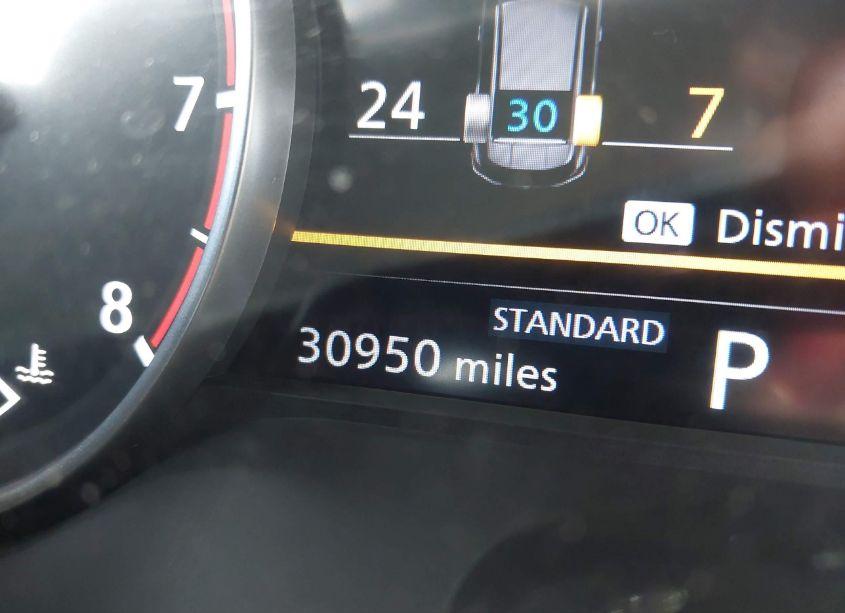 7
24 30 7
OK Dismi
8
STANDARD
30950 miles
P